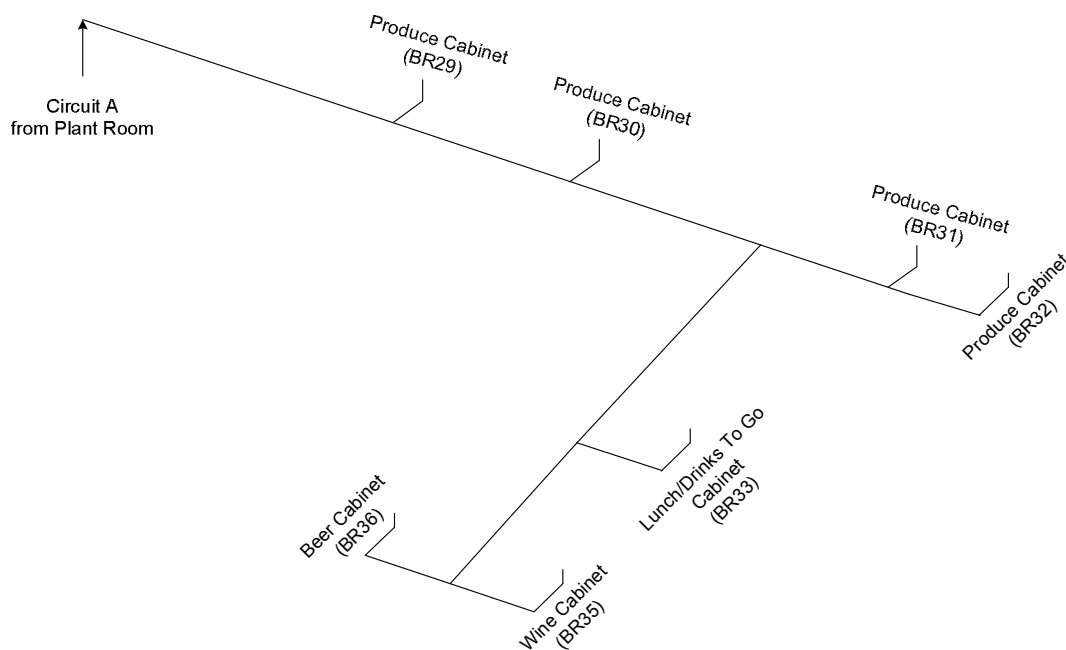 Produce Cabinet
(BR29)
Circuit A
from Plant Room
Produce Cabinet
(BR30)
Produce Cabinet
(BR31)
Produce Cabinet
(BR32)
Lunch/Drinks To Go
Cabinet
(BR33)
Beer Cabinet
(BR36)
Wine Cabinet
(BR35)